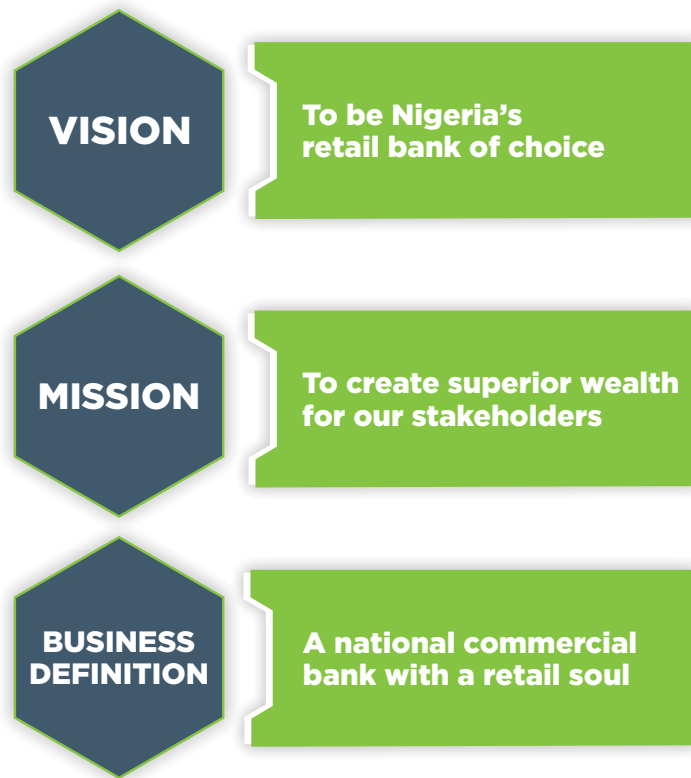 VISION
To be Nigeria’s
retail bank of choice
MISSION
To create superior wealth
for our stakeholders
BUSINESS
DEFINITION
A national commercial
bank with a retail soul